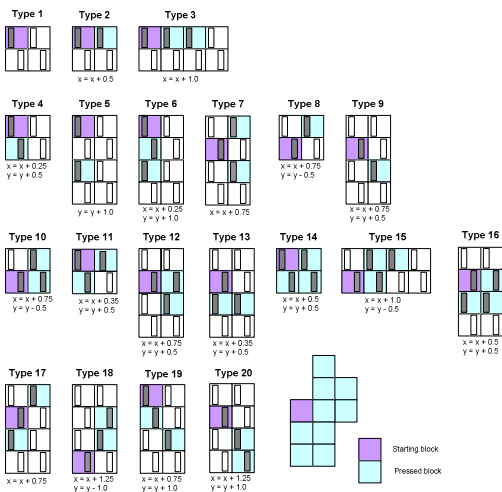 Type 1
Type 2
Type 3
x = x + 0.5
x = x + 1.0
Type 4
Type 5
Type 6
Type 7
Type 8
Type 9
x = x + 0.25
y = y + 0.5
y = y + 1.0
x = x + 0.25
y = y + 1.0
x = x + 0.75
x = x + 0.75
y = y - 0.5
x = x + 0.75
y = y + 0.5
Type 10
Type 11
Type 12
Type 13
Type 14
Type 15
Type 16
x = x + 0.75
y = y - 0.5
x = x + 0.35
y = y + 0.5
x = x + 0.75
y = y + 0.5
x = x + 0.35
y = y + 0.5
x = x + 0.5
y = y + 0.5
x = x + 1.0
y = y - 0.5
x = x + 0.5
y = y + 0.5
Type 17
Type 18
Type 19
Type 20
x = x + 0.75
x = x + 1.25
y = y - 1.0
x = x + 0.75
y = y + 1.0
x = x + 1.25
y = y + 1.0
Starting block
Pressed block